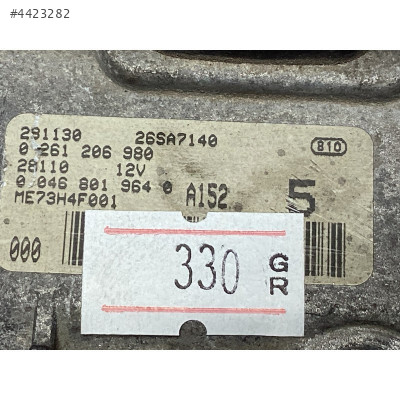 #4423282
291130 26SA7140
0 261 206 980 810
28110 12V
0 046 801 964 0 A152 5
ME73H4F001
000
330 GR